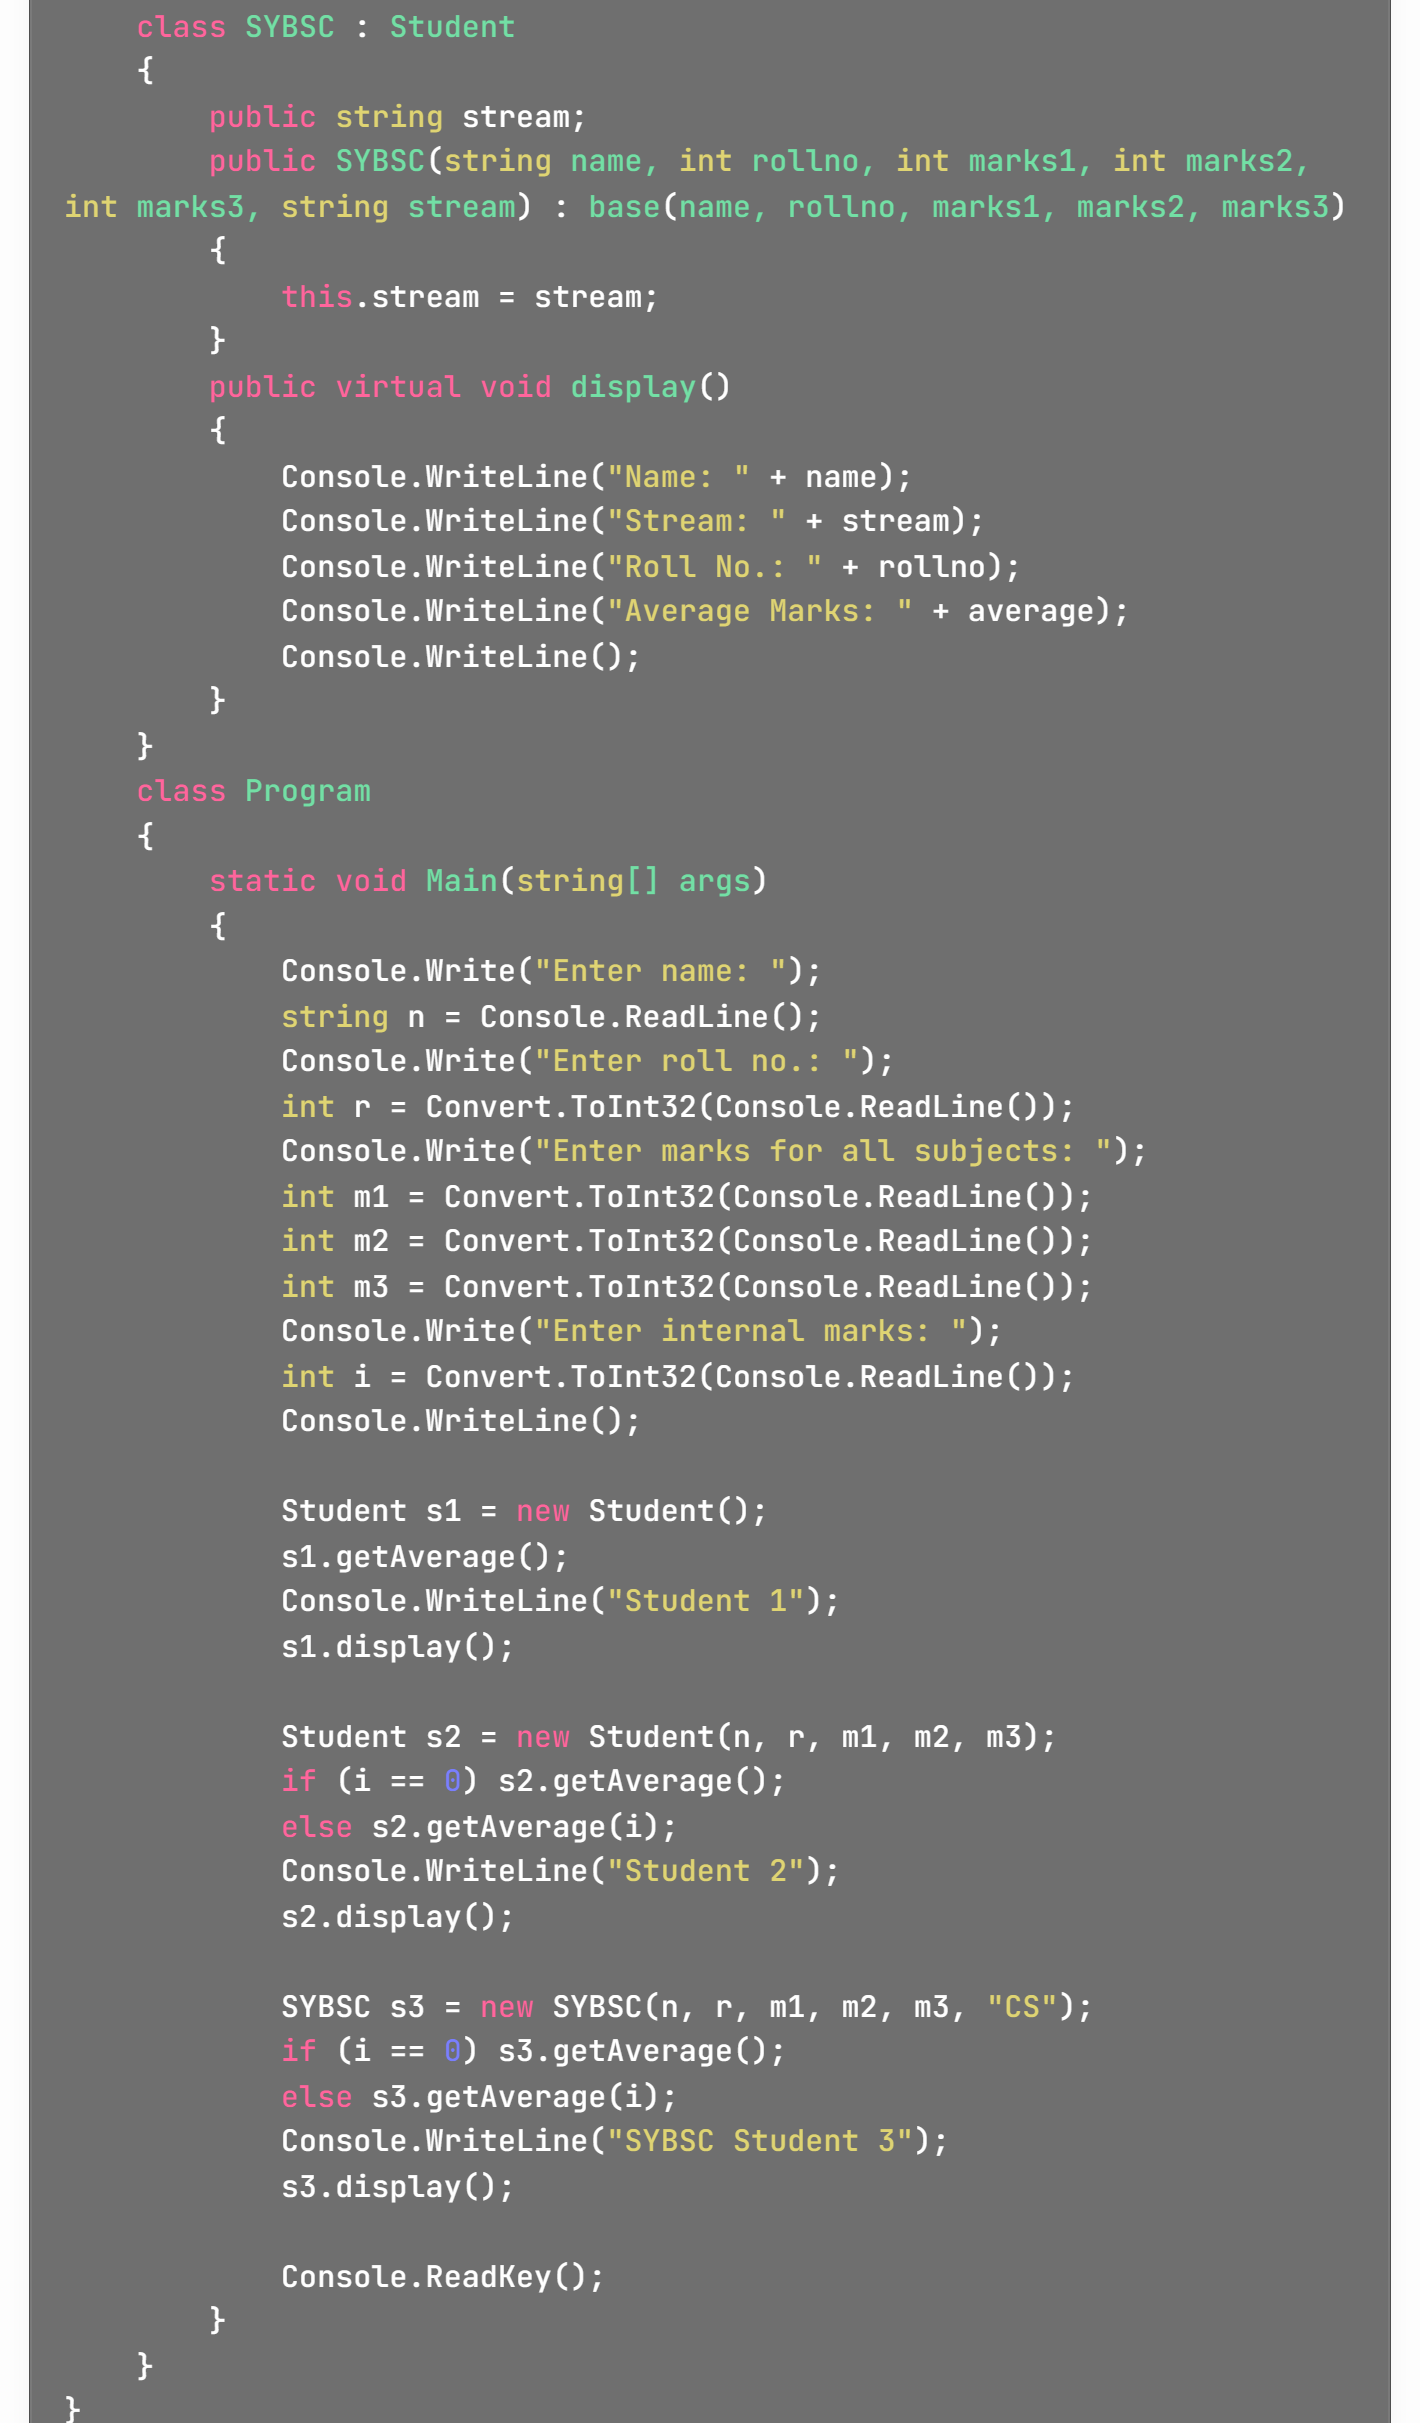 class SYBSC : Student
{
public string stream;
public SYBSC(string name, int rollno, int marks1, int marks2,
int marks3, string stream) : base(name, rollno, marks1, marks2, marks3)
{
this.stream = stream;
}
public virtual void display()
{
Console.WriteLine("Name: " + name);
Console.WriteLine("Stream: " + stream);
Console.WriteLine("Roll No.: " + rollno);
Console.WriteLine("Average Marks: " + average);
Console.WriteLine();
}
}
class Program
{
static void Main(string[] args)
{
Console.Write("Enter name: ");
string n = Console.ReadLine();
Console.Write("Enter roll no.: ");
int r = Convert.ToInt32(Console.ReadLine());
Console.Write("Enter marks for all subjects: ");
int m1 = Convert.ToInt32(Console.ReadLine());
int m2 = Convert.ToInt32(Console.ReadLine());
int m3 = Convert.ToInt32(Console.ReadLine());
Console.Write("Enter internal marks: ");
int i = Convert.ToInt32(Console.ReadLine());
Console.WriteLine();
Student s1 = new Student();
s1.getAverage();
Console.WriteLine("Student 1");
s1.display();
Student s2 = new Student(n, r, m1, m2, m3);
if (i == 0) s2.getAverage();
else s2.getAverage(i);
Console.WriteLine("Student 2");
s2.display();
SYBSC s3 = new SYBSC(n, r, m1, m2, m3, "CS");
if (i == 0) s3.getAverage();
else s3.getAverage(i);
Console.WriteLine("SYBSC Student 3");
s3.display();
Console.ReadKey();
}
}
}